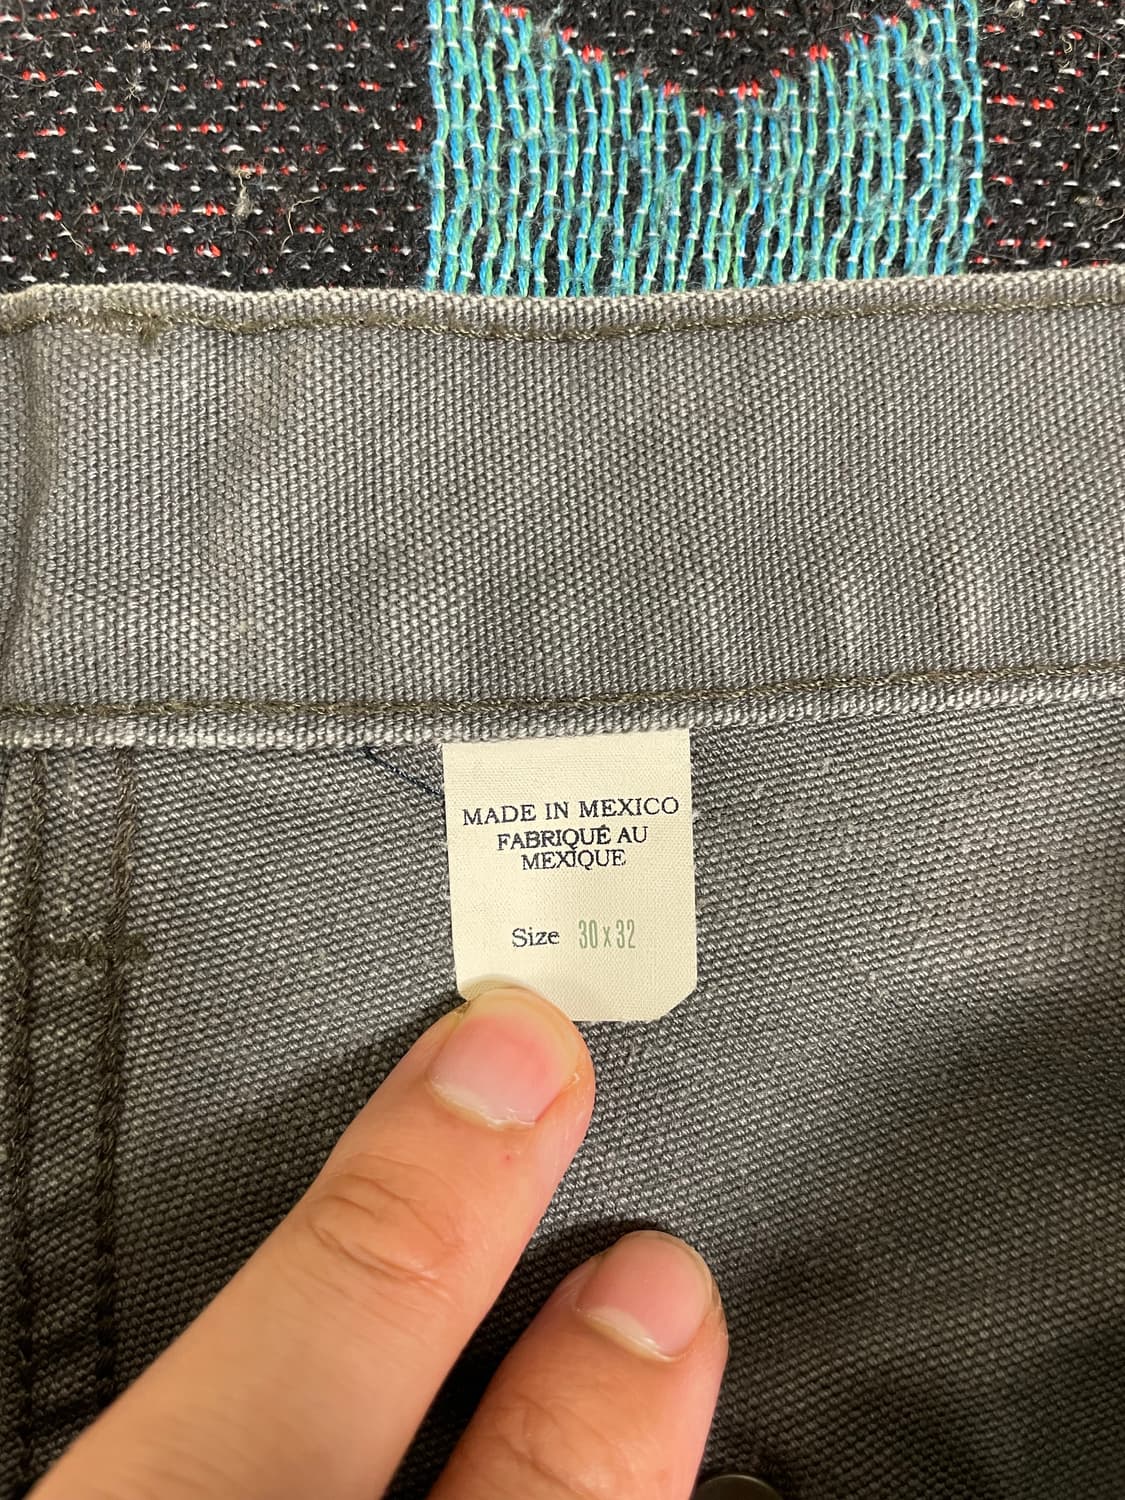 MADE IN MEXICO
FABRIQUÉ AU
MEXIQUE
Size 30 x 32